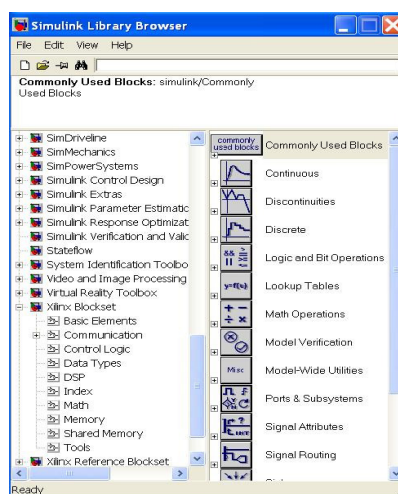 Simulink Library Browser
File Edit View Help
Commonly Used Blocks: simulink/Commonly
Used Blocks
SimDriveline
SimMechanics
SimPowerSystems
Simulink Control Design
Simulink Extras
Simulink Parameter Estimatic
Simulink Response Optimizat
Simulink Verification and Valic
Stateflow
System Identification Toolbo
Video and Image Processing
Virtual Reality Toolbox
Xilinx Blockset
Basic Elements
Communication
Control Logic
Data Types
DSP
Index
Math
Memory
Shared Memory
Tools
Xilinx Reference Blockset
commonly
used blocks
Commonly Used Blocks
Continuous
Discontinuities
Discrete
Logic and Bit Operations
y=f(u)
Lookup Tables
+ -
÷ ×
Math Operations
Model Verification
Misc
Model-Wide Utilities
Ports & Subsystems
Signal Attributes
Signal Routing
Ready